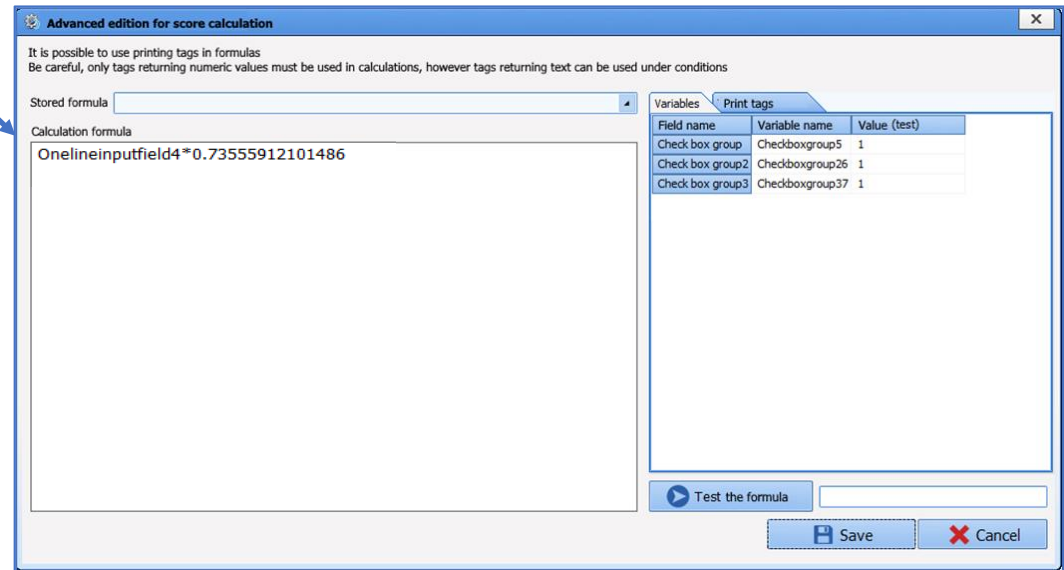 Advanced edition for score calculation
It is possible to use printing tags in formulas
Be careful, only tags returning numeric values must be used in calculations, however tags returning text can be used under conditions
Stored formula
Calculation formula
Onelineinputfield4*0.73555912101486
Variables Print tags
Field name Variable name Value (test)
Check box group Checkboxgroup5 1
Check box group2 Checkboxgroup26 1
Check box group3 Checkboxgroup37 1
Test the formula
Save Cancel